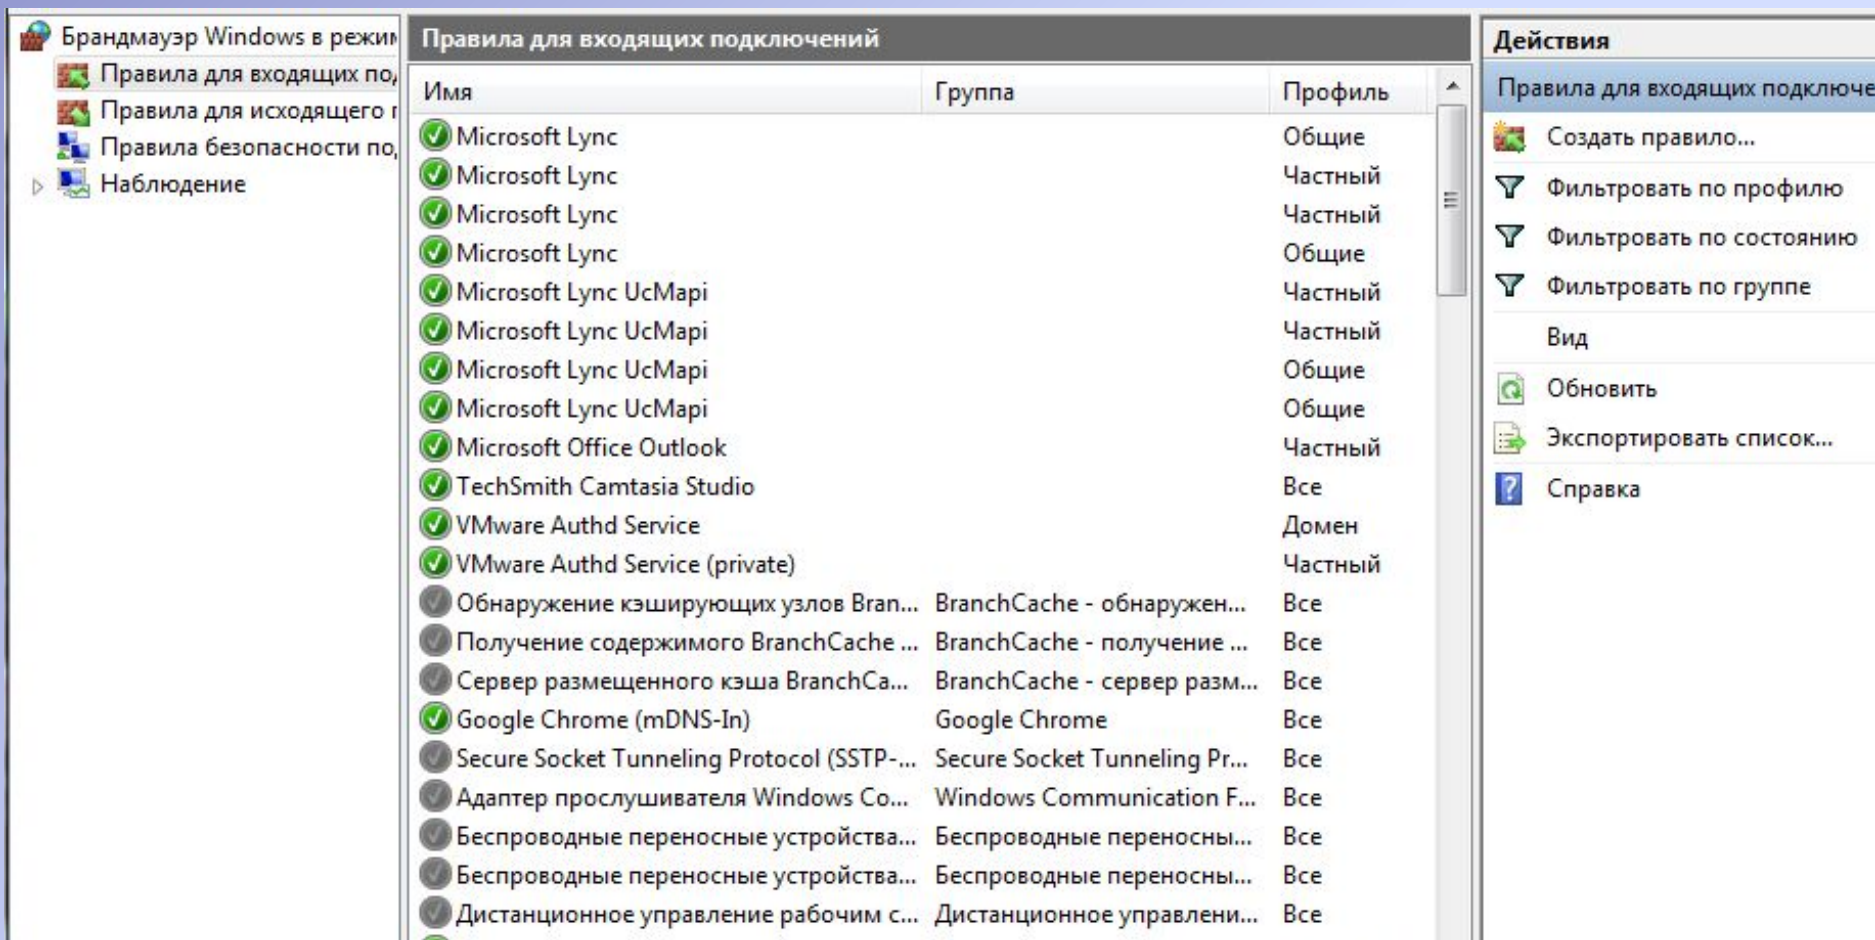 Брандмауэр Windows в режим
Правила для входящих под
Правила для исходящего п
Правила безопасности по
Наблюдение
Правила для входящих подключений
Имя Группа Профиль
Microsoft Lync Общие
Microsoft Lync Частный
Microsoft Lync Частный
Microsoft Lync Общие
Microsoft Lync UcMapi Частный
Microsoft Lync UcMapi Частный
Microsoft Lync UcMapi Общие
Microsoft Lync UcMapi Общие
Microsoft Office Outlook Частный
TechSmith Camtasia Studio Все
VMware Authd Service Домен
VMware Authd Service (private) Частный
Обнаружение кэширующих узлов Bran... BranchCache - обнаружен... Все
Получение содержимого BranchCache ... BranchCache - получение ... Все
Сервер размещенного кэша BranchCa... BranchCache - сервер разм... Все
Google Chrome (mDNS-In) Google Chrome Все
Secure Socket Tunneling Protocol (SSTP-... Secure Socket Tunneling Pr... Все
Адаптер прослушивателя Windows Co... Windows Communication F... Все
Беспроводные переносные устройства... Беспроводные переносны... Все
Беспроводные переносные устройства... Беспроводные переносны... Все
Дистанционное управление рабочим с... Дистанционное управлени... Все
Действия
Правила для входящих подключе
Создать правило...
Фильтровать по профилю
Фильтровать по состоянию
Фильтровать по группе
Вид
Обновить
Экспортировать список...
Справка